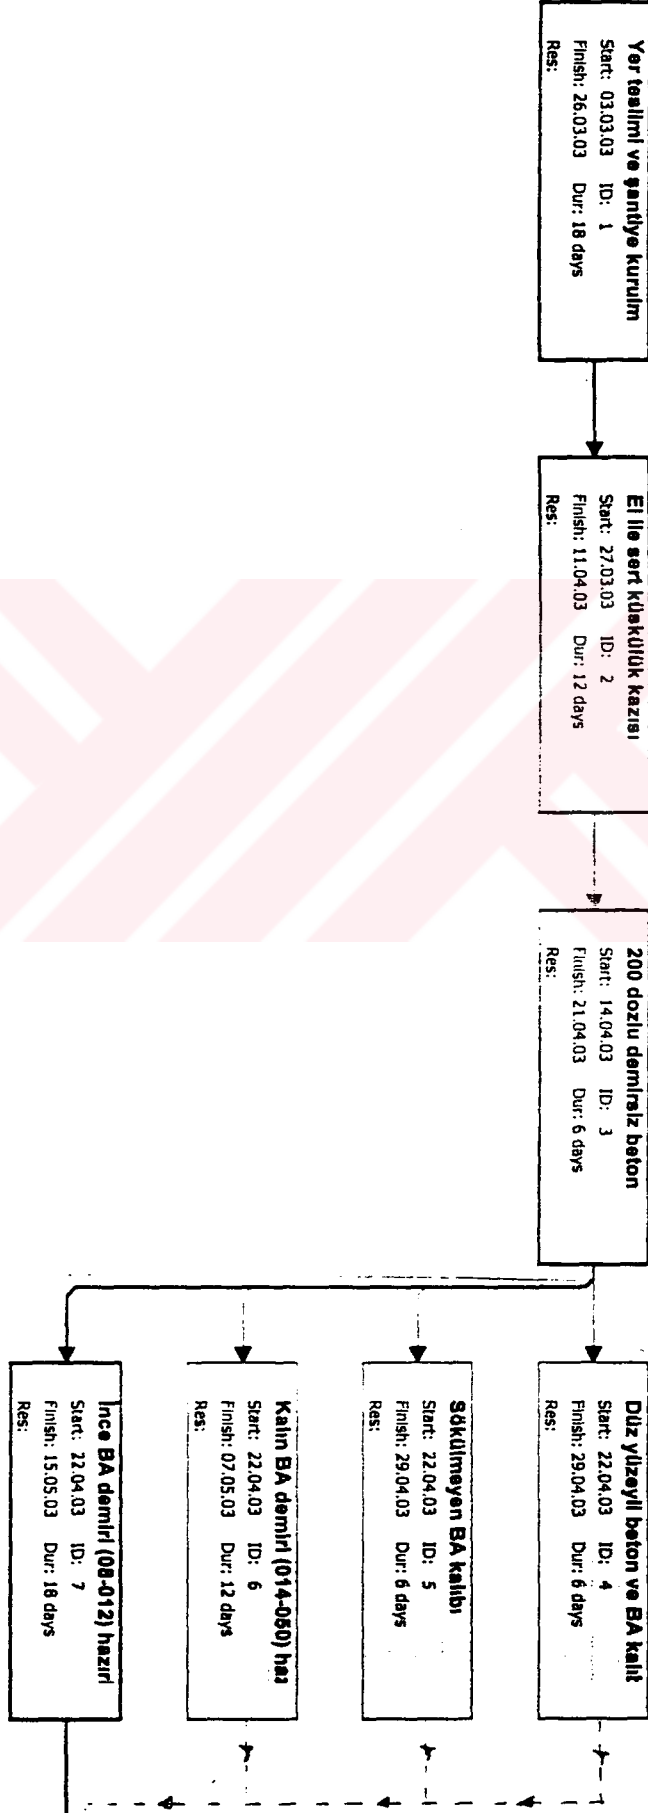 Yer teslimi ve şantiye kurulm
Start: 03.03.03 ID: 1
Finish: 26.03.03 Dur: 18 days
Res:
El ile sert küskülük kazısı
Start: 27.03.03 ID: 2
Finish: 11.04.03 Dur: 12 days
Res:
200 dozlu demirsiz beton
Start: 14.04.03 ID: 3
Finish: 21.04.03 Dur: 6 days
Res:
Düz yüzeyli beton ve BA kalıt
Start: 22.04.03 ID: 4
Finish: 29.04.03 Dur: 6 days
Res:
Sökülmeyen BA kalıbı
Start: 22.04.03 ID: 5
Finish: 29.04.03 Dur: 6 days
Res:
Kalın BA demiri (014-050) haz
Start: 22.04.03 ID: 6
Finish: 07.05.03 Dur: 12 days
Res:
İnce BA demiri (08-012) hazırl
Start: 22.04.03 ID: 7
Finish: 15.05.03 Dur: 18 days
Res: